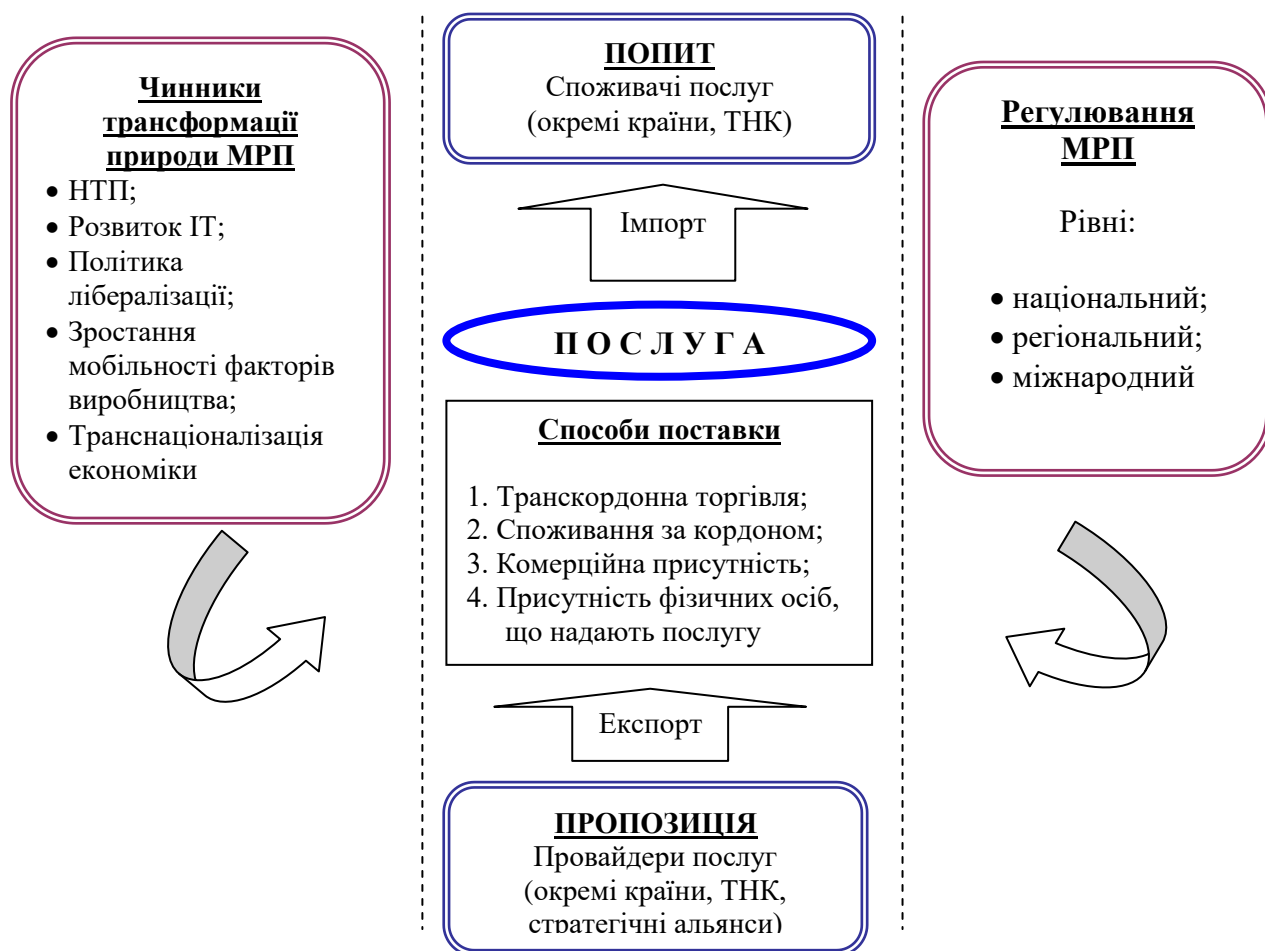 Чинники
трансформації
природи МРП
• НТП;
• Розвиток ІТ;
• Політика
лібералізації;
• Зростання
мобільності факторів
виробництва;
• Транснаціоналізація
економіки
ПОПИТ
Споживачі послуг
(окремі країни, ТНК)
Імпорт
П О С Л У Г А
Способи поставки
1. Транскордонна торгівля;
2. Споживання за кордоном;
3. Комерційна присутність;
4. Присутність фізичних осіб,
що надають послугу
Експорт
ПРОПОЗИЦІЯ
Провайдери послуг
(окремі країни, ТНК,
стратегічні альянси)
Регулювання
МРП
Рівні:
• національний;
• регіональний;
• міжнародний